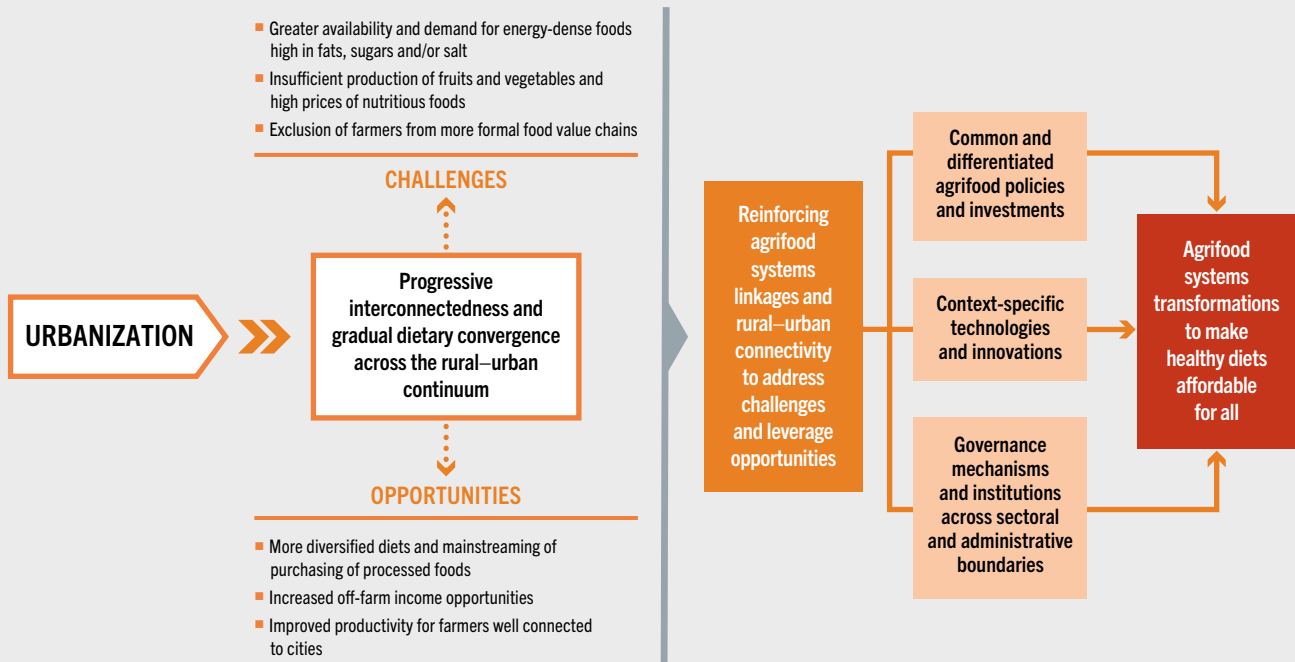 Greater availability and demand for energy-dense foods
high in fats, sugars and/or salt
Insufficient production of fruits and vegetables and
high prices of nutritious foods
Exclusion of farmers from more formal food value chains
CHALLENGES
URBANIZATION
Progressive
interconnectedness and
gradual dietary convergence
across the rural–urban
continuum
OPPORTUNITIES
More diversified diets and mainstreaming of
purchasing of processed foods
Increased off-farm income opportunities
Improved productivity for farmers well connected
to cities
Reinforcing
agrifood
systems
linkages and
rural–urban
connectivity
to address
challenges
and leverage
opportunities
Common and
differentiated
agrifood policies
and investments
Context-specific
technologies
and innovations
Governance
mechanisms
and institutions
across sectoral
and administrative
boundaries
Agrifood
systems
transformations
to make
healthy diets
affordable
for all